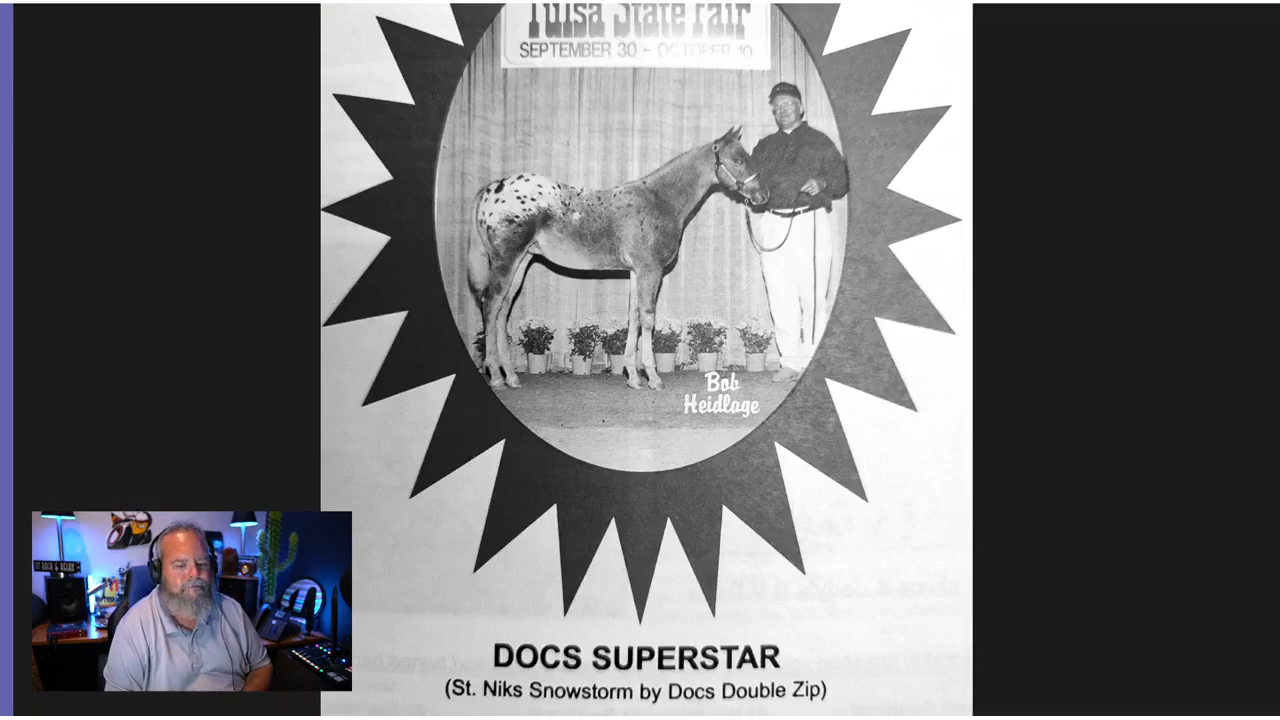 Tulsa State Fair
SEPTEMBER 30 - OCTOBER 10
Bob
Heidlage
DOCS SUPERSTAR
(St. Niks Snowstorm by Docs Double Zip)